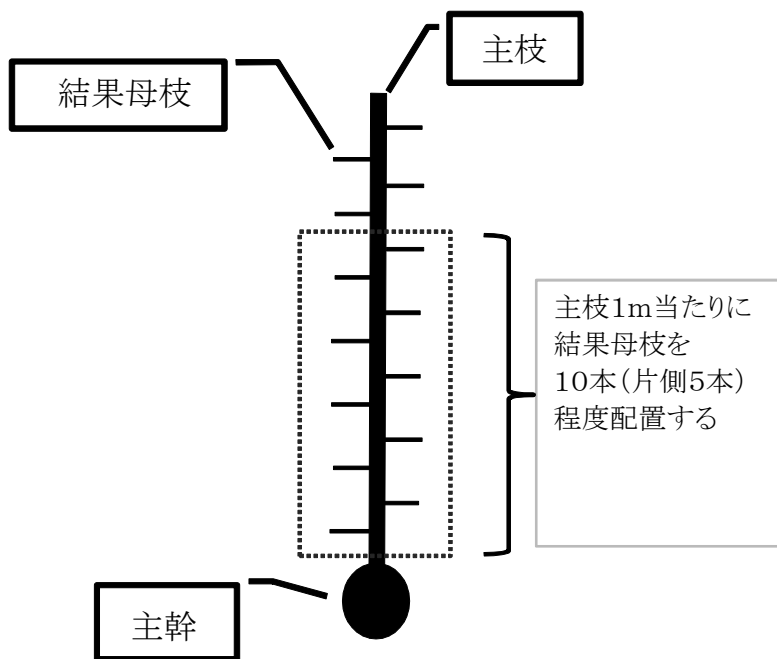 主枝
結果母枝
主枝1m当たりに
結果母枝を
10本(片側5本)
程度配置する
主幹